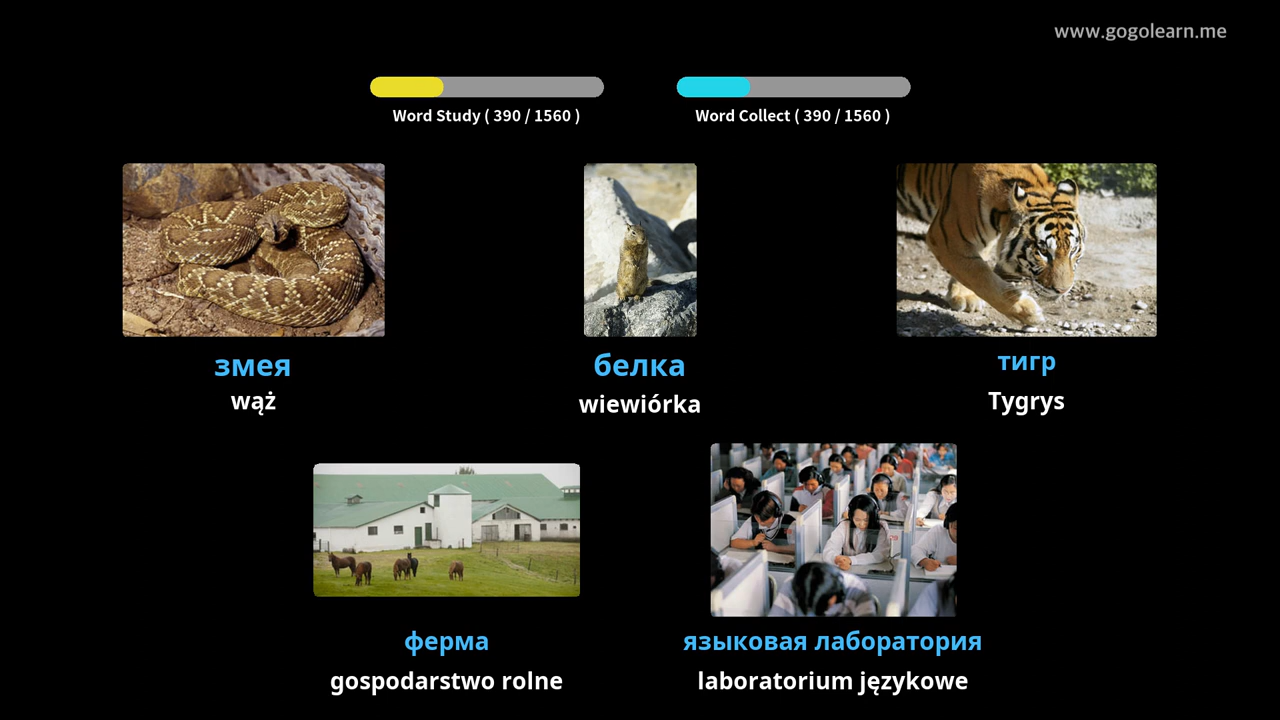 www.gogolearn.me
Word Study ( 390 / 1560 )
Word Collect ( 390 / 1560 )
змея
белка
тигр
wąż
wiewiórka
Tygrys
ферма
языковая лаборатория
gospodarstwo rolne
laboratorium językowe